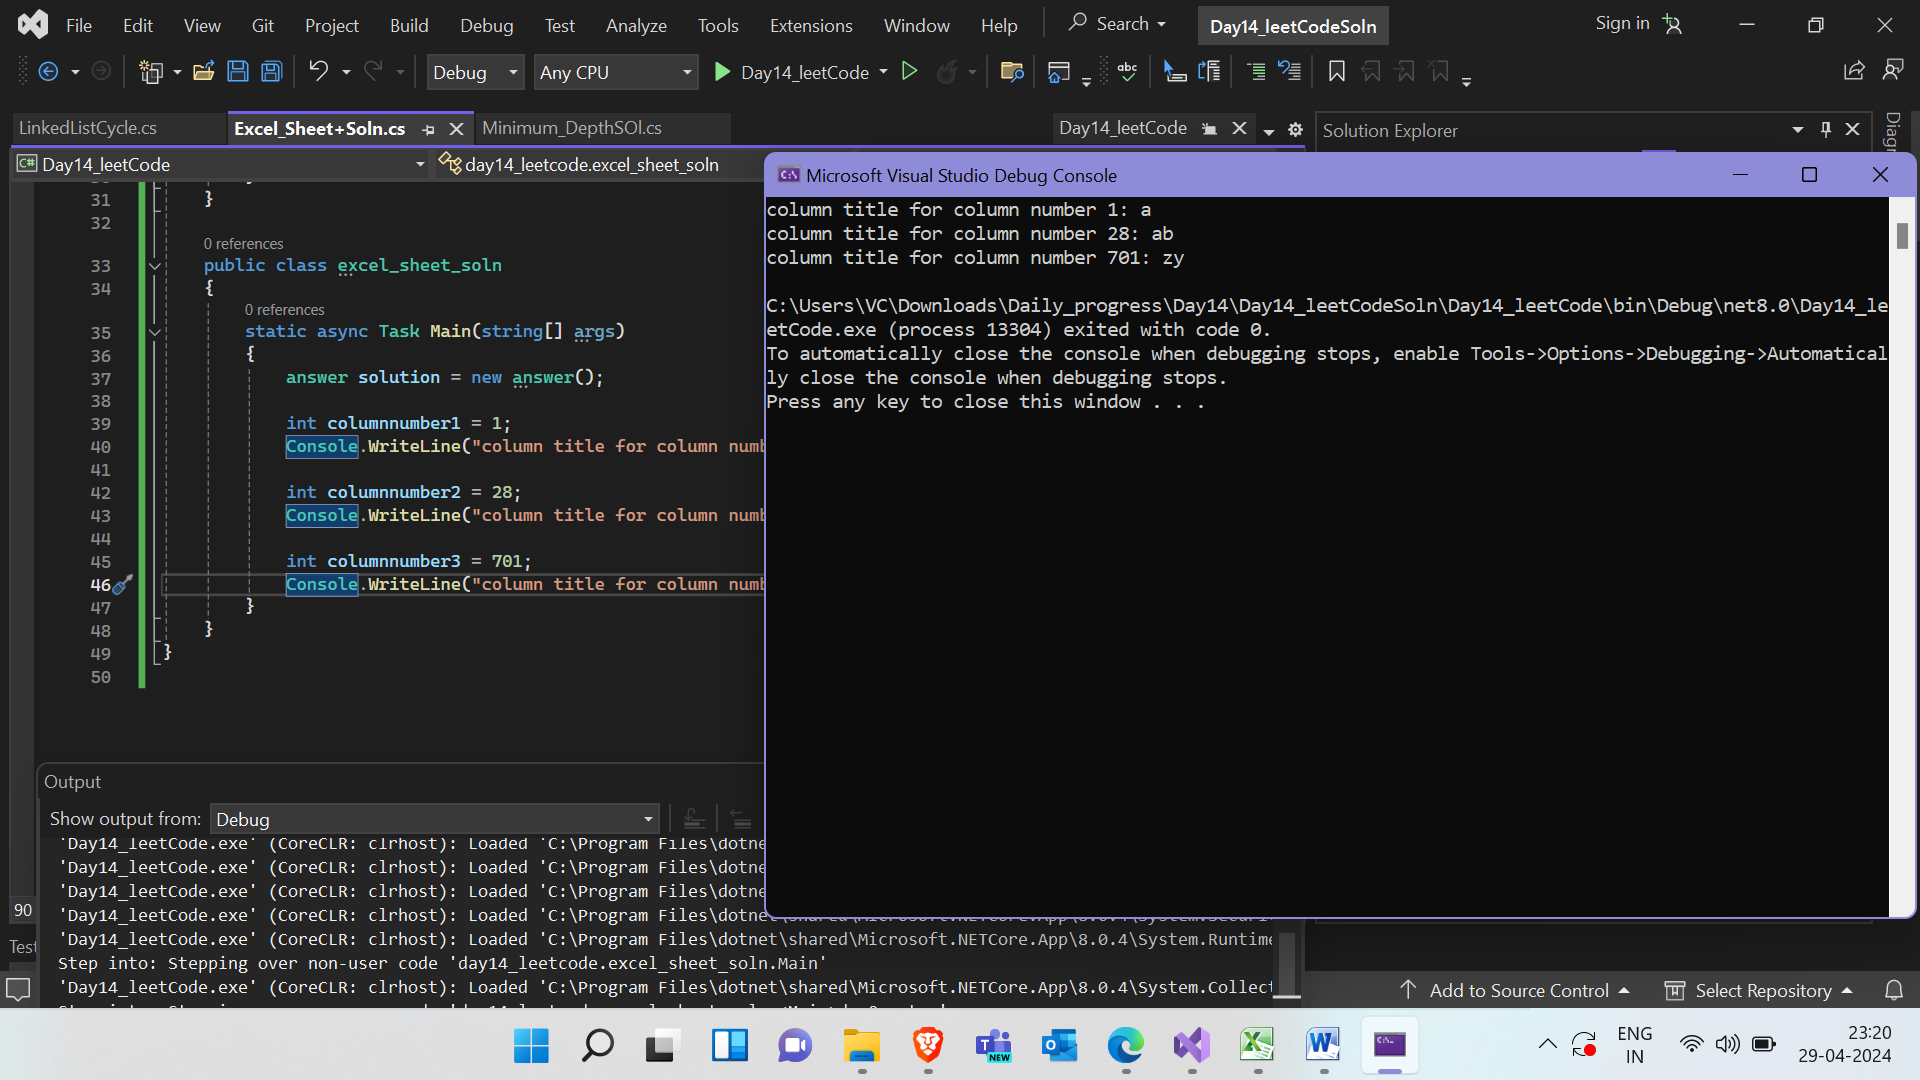 File Edit View Git Project Build Debug Test Analyze Tools Extensions Window Help Search Day14_leetCodeSoln Sign in
Debug Any CPU Day14_leetCode
LinkedListCycle.cs Excel_Sheet+Soln.cs Minimum_DepthSOl.cs Day14_leetCode Solution Explorer
C# Day14_leetCode day14_leetcode.excel_sheet_soln
Microsoft Visual Studio Debug Console
column title for column number 1: a
column title for column number 28: ab
column title for column number 701: zy
C:\Users\VC\Downloads\Daily_progress\Day14\Day14_leetCodeSoln\Day14_leetCode\bin\Debug\net8.0\Day14_le
etCode.exe (process 13304) exited with code 0.
To automatically close the console when debugging stops, enable Tools->Options->Debugging->Automatical
ly close the console when debugging stops.
Press any key to close this window . . .
31 }
32
0 references
33 public class excel_sheet_soln
34 {
0 references
35 static async Task Main(string[] args)
36 {
37 answer solution = new answer();
38
39 int columnnumber1 = 1;
40 Console.WriteLine("column title for column numb
41
42 int columnnumber2 = 28;
43 Console.WriteLine("column title for column numb
44
45 int columnnumber3 = 701;
46 Console.WriteLine("column title for column numb
47 }
48 }
49 }
50
Output
Show output from: Debug
'Day14_leetCode.exe' (CoreCLR: clrhost): Loaded 'C:\Program Files\dotne
'Day14_leetCode.exe' (CoreCLR: clrhost): Loaded 'C:\Program Files\dotne
'Day14_leetCode.exe' (CoreCLR: clrhost): Loaded 'C:\Program Files\dotne
'Day14_leetCode.exe' (CoreCLR: clrhost): Loaded 'C:\Program Files\dotnet\shared\Microsoft.NETCore.App\8.0.4\System.Securi
'Day14_leetCode.exe' (CoreCLR: clrhost): Loaded 'C:\Program Files\dotnet\shared\Microsoft.NETCore.App\8.0.4\System.Runtime
Step into: Stepping over non-user code 'day14_leetcode.excel_sheet_soln.Main'
'Day14_leetCode.exe' (CoreCLR: clrhost): Loaded 'C:\Program Files\dotnet\shared\Microsoft.NETCore.App\8.0.4\System.Collect
90
Test
Add to Source Control Select Repository
NEW
ENG
IN
23:20
29-04-2024